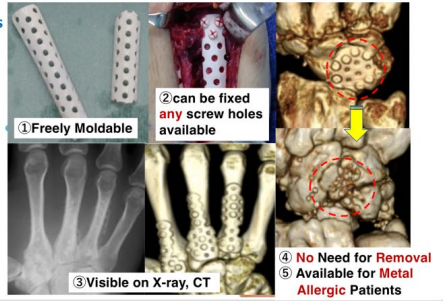 s
①Freely Moldable
②can be fixed
any screw holes
available
③Visible on X-ray, CT
④ No Need for Removal
⑤ Available for Metal
Allergic Patients